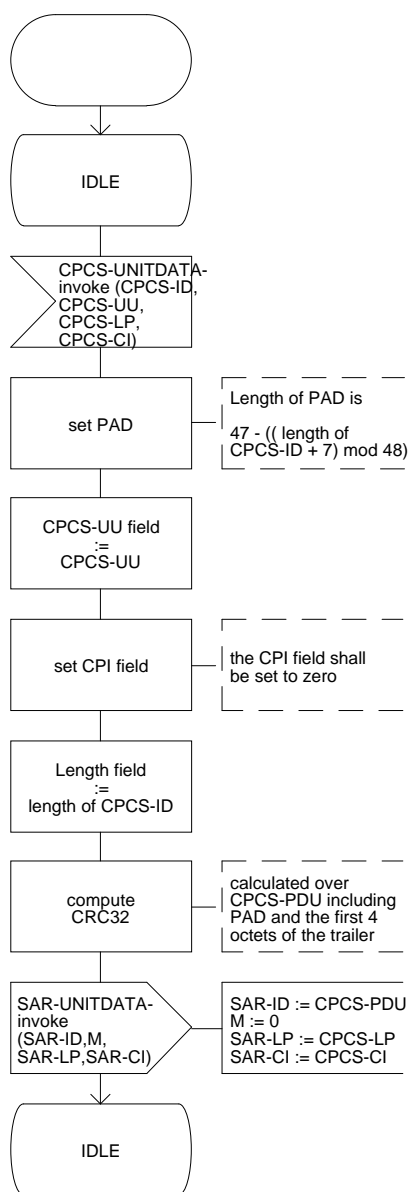 IDLE
CPCS-UNITDATA-
invoke (CPCS-ID,
CPCS-UU,
CPCS-LP,
CPCS-CI)
set PAD
Length of PAD is
47 - (( length of
CPCS-ID + 7) mod 48)
CPCS-UU field
:=
CPCS-UU
set CPI field
the CPI field shall
be set to zero
Length field
:=
length of CPCS-ID
compute
CRC32
calculated over
CPCS-PDU including
PAD and the first 4
octets of the trailer
SAR-UNITDATA-
invoke
(SAR-ID,M,
SAR-LP,SAR-CI)
SAR-ID := CPCS-PDU
M := 0
SAR-LP := CPCS-LP
SAR-CI := CPCS-CI
IDLE